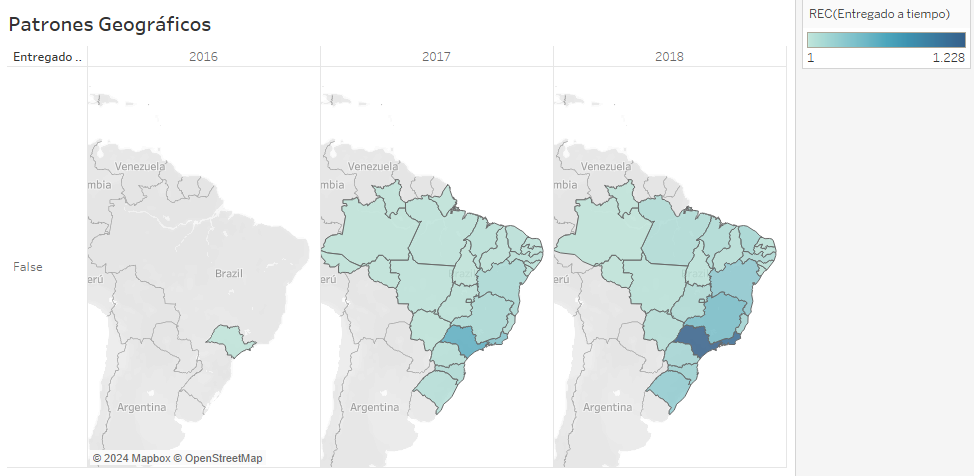 Patrones Geográficos
REC(Entregado a tiempo)
1
1.228
Entregado ..
2016
2017
2018
False
Venezuela
Venezuela
Venezuela
mbia
mbia
mbia
erú
Brazil
erú
erú
Argentina
Argentina
Argentina
© 2024 Mapbox © OpenStreetMap